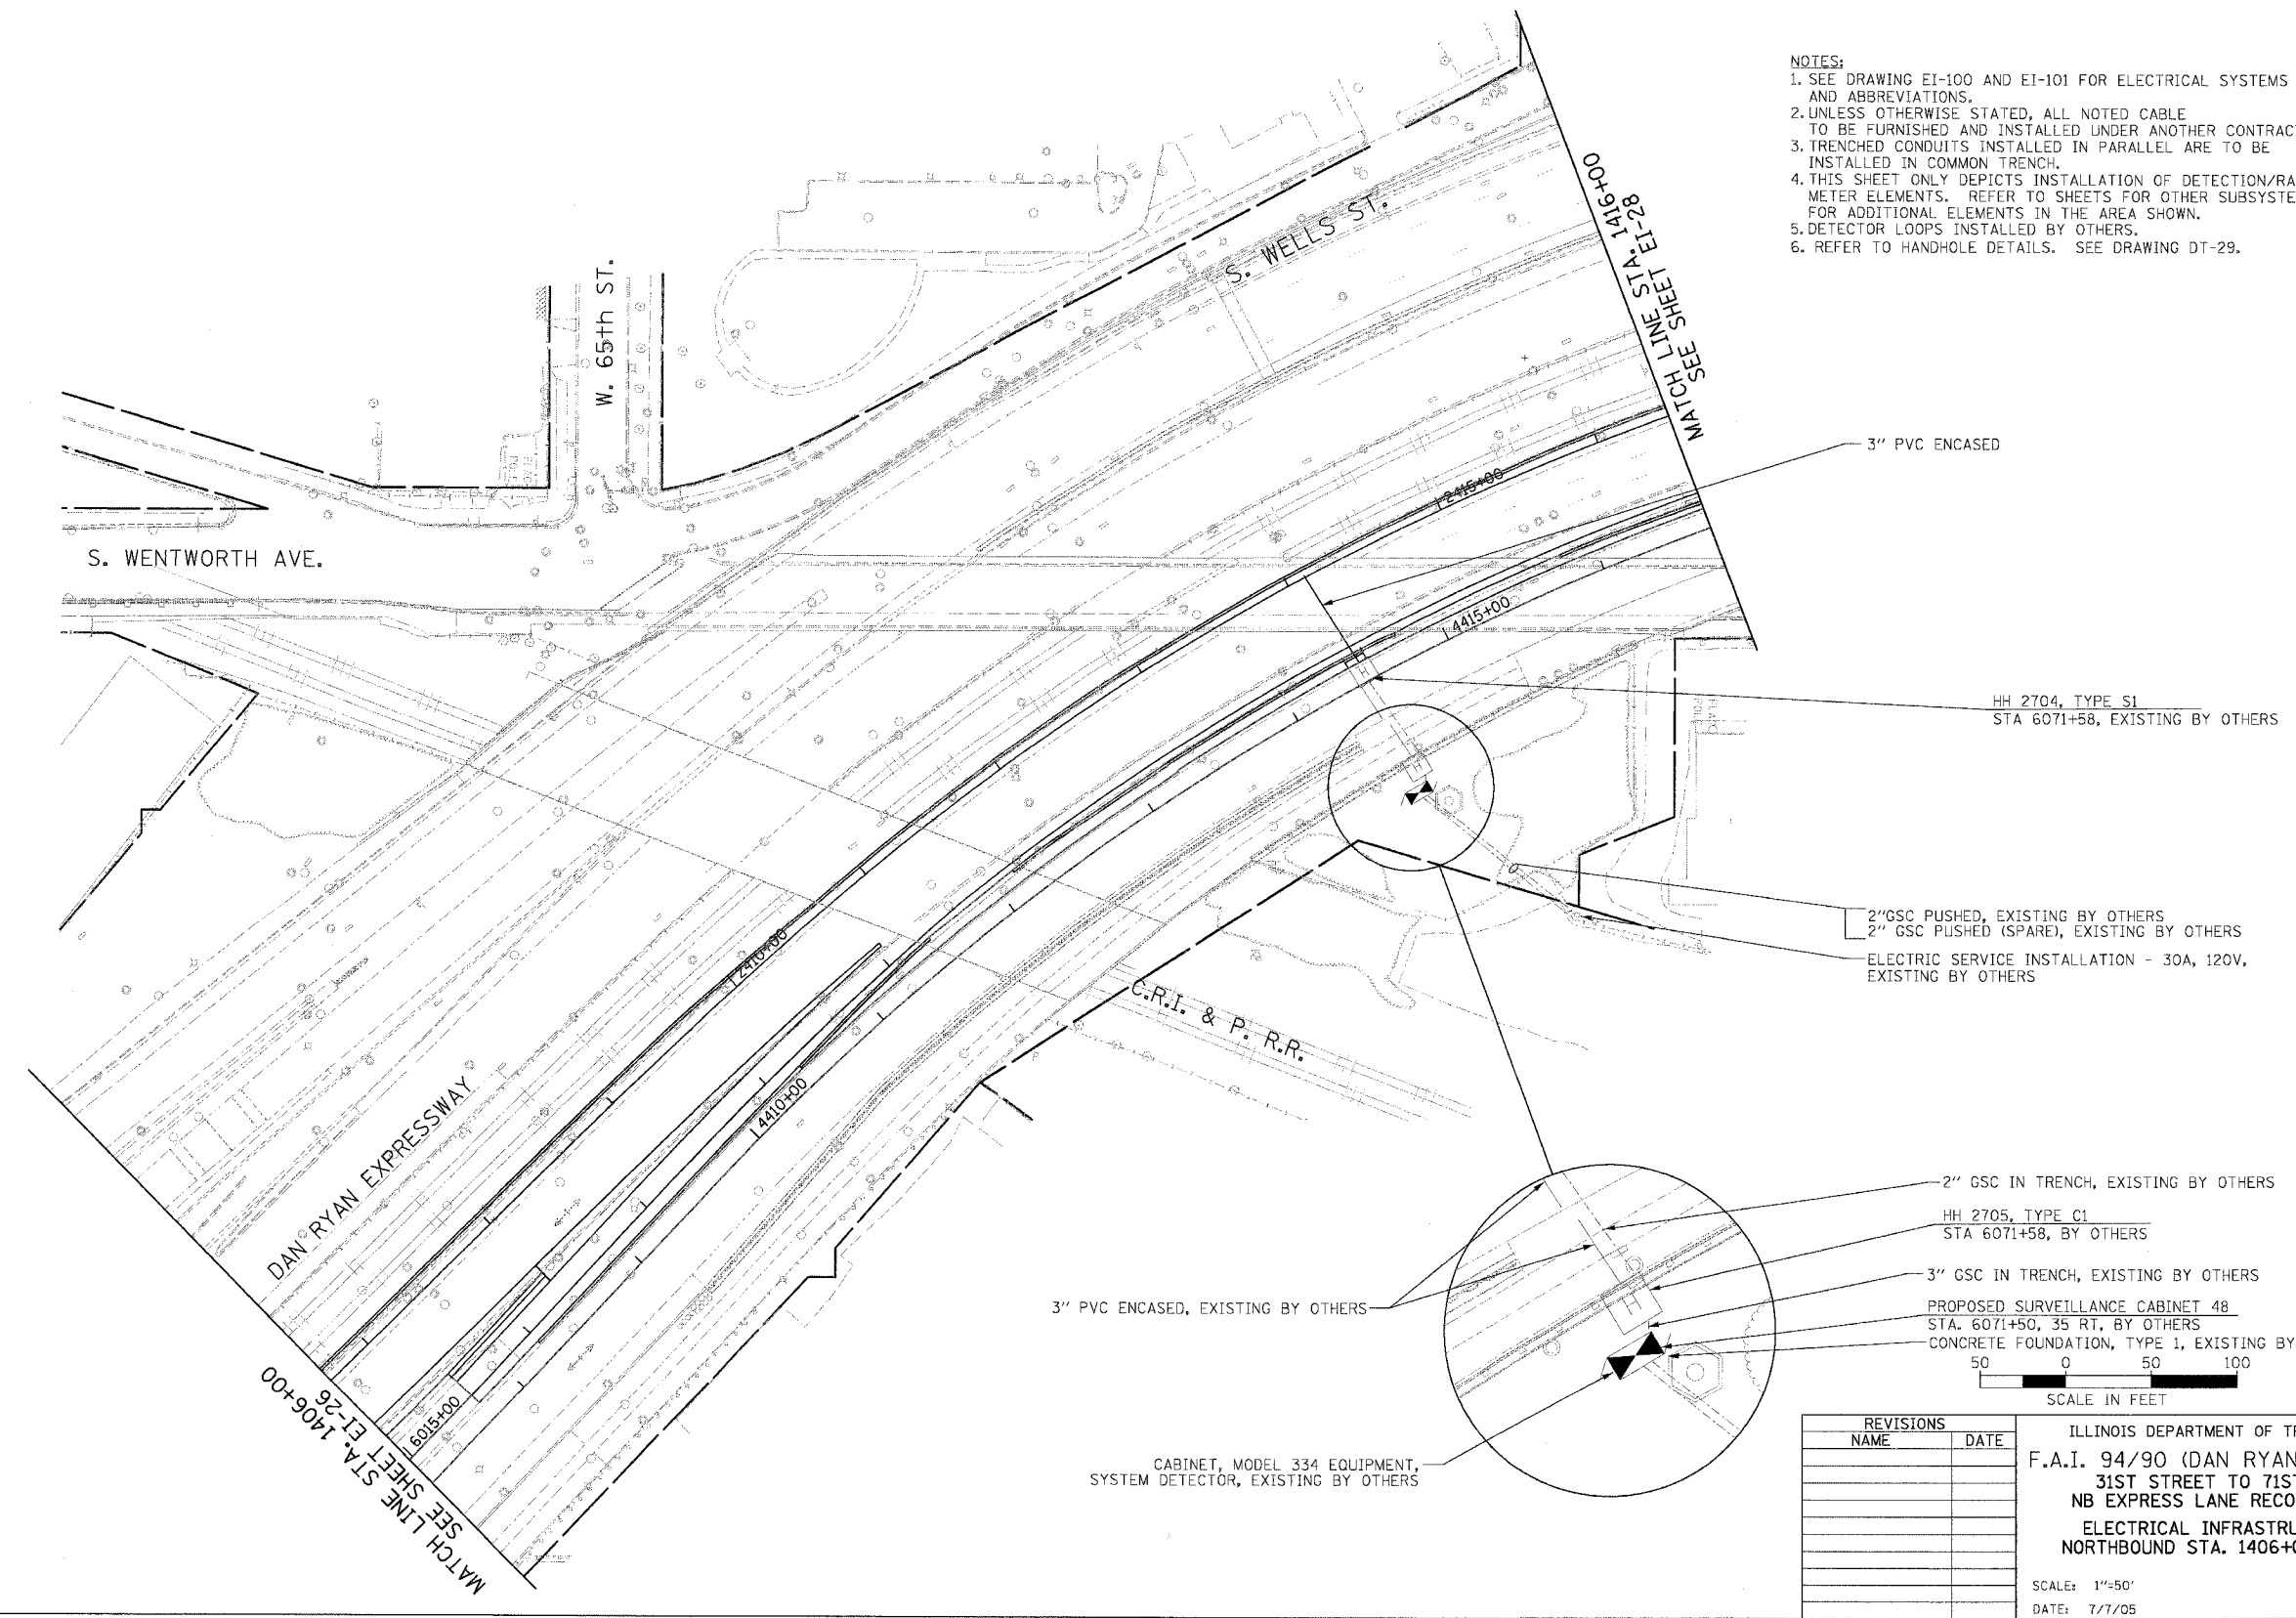 NOTES:
1. SEE DRAWING EI-100 AND EI-101 FOR ELECTRICAL SYSTEMS
AND ABBREVIATIONS.
2. UNLESS OTHERWISE STATED, ALL NOTED CABLE
TO BE FURNISHED AND INSTALLED UNDER ANOTHER CONTRAC
3. TRENCHED CONDUITS INSTALLED IN PARALLEL ARE TO BE
INSTALLED IN COMMON TRENCH.
4. THIS SHEET ONLY DEPICTS INSTALLATION OF DETECTION/RA
METER ELEMENTS. REFER TO SHEETS FOR OTHER SUBSYSTE
FOR ADDITIONAL ELEMENTS IN THE AREA SHOWN.
5. DETECTOR LOOPS INSTALLED BY OTHERS.
6. REFER TO HANDHOLE DETAILS. SEE DRAWING DT-29.
MATCH LINE STA. 1416+00
SEE SHEET EI-28
S. WELLS ST.
W. 65th ST.
S. WENTWORTH AVE.
3" PVC ENCASED
2415+00
4415+00
HH 2704, TYPE S1
STA 6071+58, EXISTING BY OTHERS
2"GSC PUSHED, EXISTING BY OTHERS
2" GSC PUSHED (SPARE), EXISTING BY OTHERS
ELECTRIC SERVICE INSTALLATION - 30A, 120V,
EXISTING BY OTHERS
2410+00
C.R.I. & P. R.R.
4410+00
DAN RYAN EXPRESSWAY
2" GSC IN TRENCH, EXISTING BY OTHERS
HH 2705, TYPE C1
STA 6071+58, BY OTHERS
3" GSC IN TRENCH, EXISTING BY OTHERS
3" PVC ENCASED, EXISTING BY OTHERS
PROPOSED SURVEILLANCE CABINET 48
STA. 6071+50, 35 RT, BY OTHERS
CONCRETE FOUNDATION, TYPE 1, EXISTING BY
50 0 50 100
SCALE IN FEET
6015+00
MATCH LINE STA. 1406+00
SEE SHEET EI-26
CABINET, MODEL 334 EQUIPMENT,
SYSTEM DETECTOR, EXISTING BY OTHERS
REVISIONS
NAME DATE
ILLINOIS DEPARTMENT OF T
F.A.I. 94/90 (DAN RYAN
31ST STREET TO 71S
NB EXPRESS LANE RECO
ELECTRICAL INFRASTRU
NORTHBOUND STA. 1406+0
SCALE: 1"=50'
DATE: 7/7/05